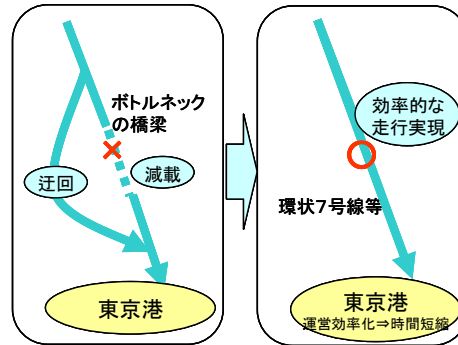 ボトルネック
の橋梁
迂回
減載
東京港
効率的な
走行実現
環状7号線等
東京港
運営効率化⇒時間短縮